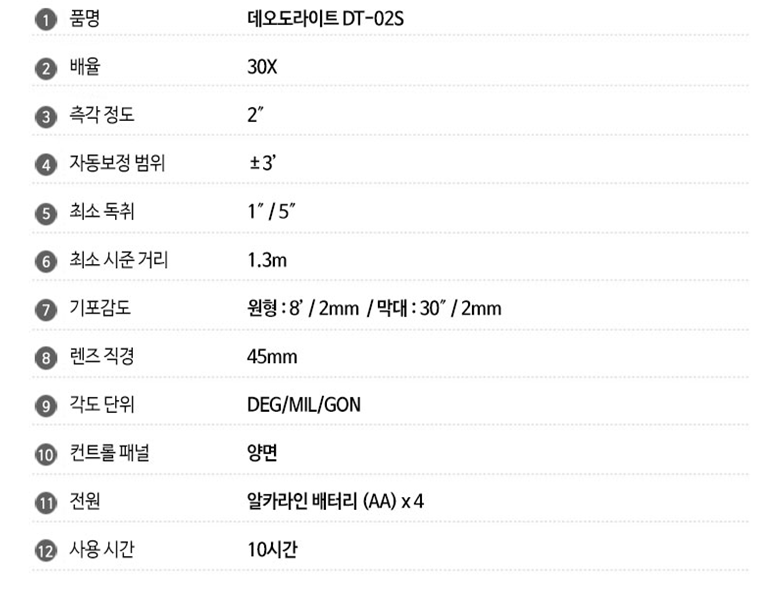 1 품명 데오도라이트 DT-02S
2 배율 30X
3 측각 정도 2″
4 자동보정 범위 ±3’
5 최소 독취 1″ / 5″
6 최소 시준 거리 1.3m
7 기포감도 원형 : 8’ / 2mm / 막대 : 30″ / 2mm
8 렌즈 직경 45mm
9 각도 단위 DEG/MIL/GON
10 컨트롤 패널 양면
11 전원 알카라인 배터리 (AA) x 4
12 사용 시간 10시간